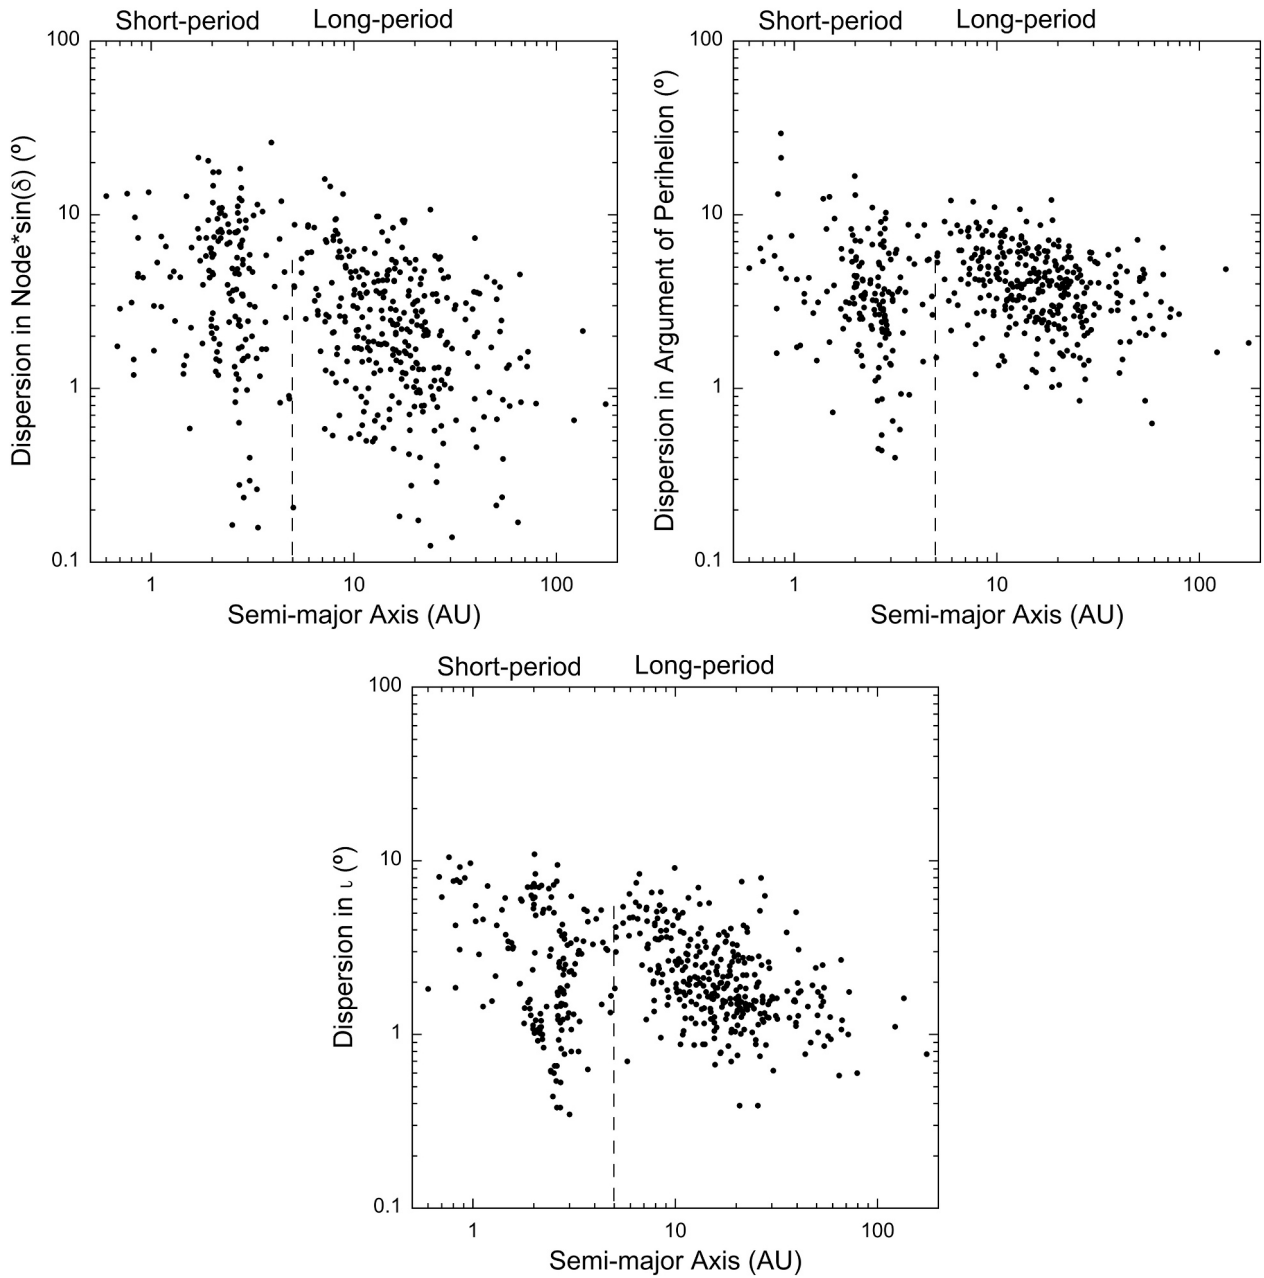 Short-period Long-period
100
10
1
0.1
1 10 100
Semi-major Axis (AU)
Dispersion in Node*sin(δ) (º)
Short-period Long-period
100
10
1
0.1
1 10 100
Semi-major Axis (AU)
Dispersion in Argument of Perihelion (º)
Short-period Long-period
100
10
1
0.1
1 10 100
Semi-major Axis (AU)
Dispersion in ι (º)